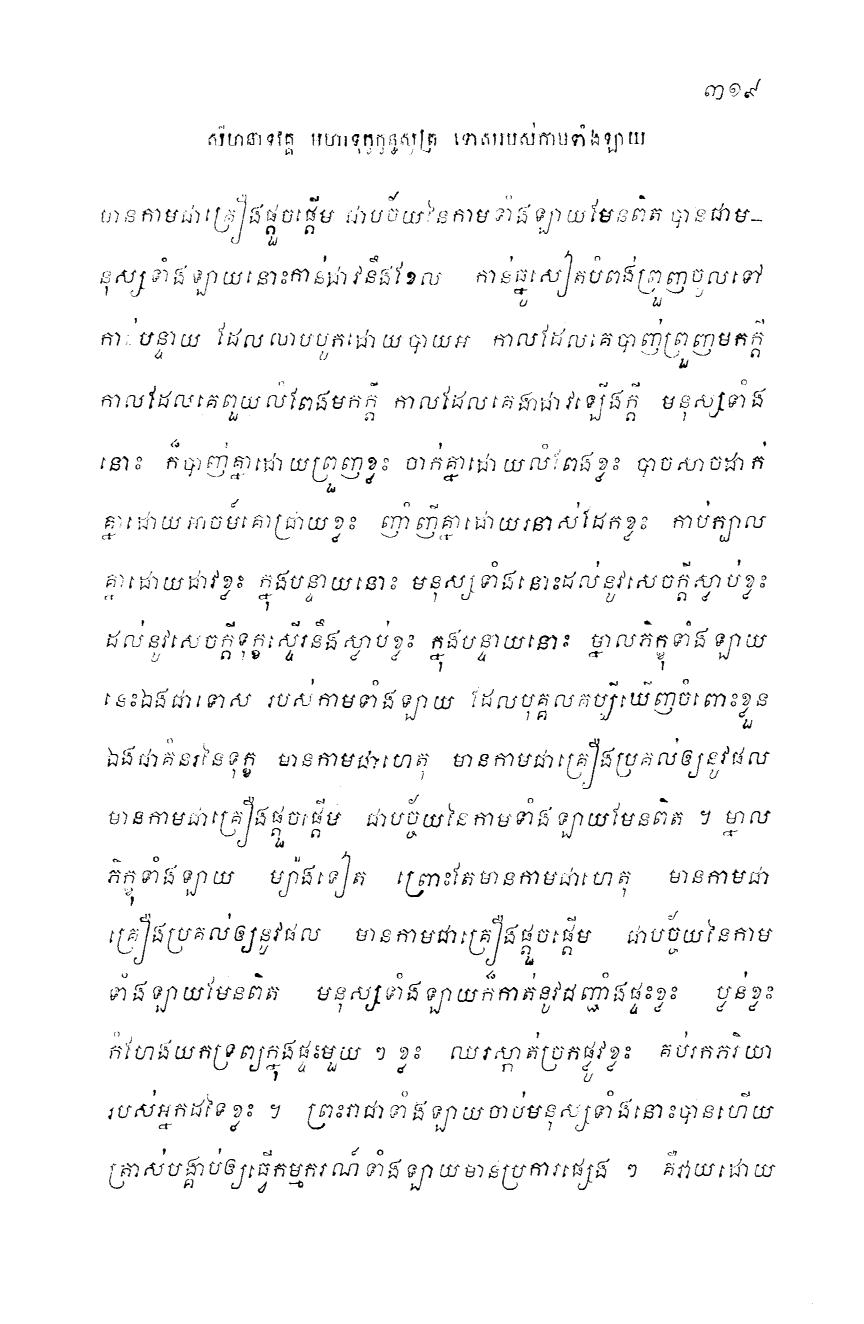 ៣១៩
សីហនាទវគ្គ មហាទុក្ខក្ខន្ធសូត្រ ទោសរបស់កាមទាំងឡាយ
មានកាមជាគ្រឿងផ្តួចផ្តើម ជាបច្ច័យនៃកាមទាំងឡាយមែនពិត បានជាម-
នុស្សទាំងឡាយនោះកាន់ដាវនឹងខែល កាន់ធ្នូសៀតបំពង់ព្រួញចូលទៅ
កាន់បន្ទាយ ដែលលាបបូកដោយបាយអ កាលដែលគេបាញ់ព្រួញមកក្តី
កាលដែលគេពួយលំពែងមកក្តី កាលដែលគេងាដាវឡើងក្តី មនុស្សទាំង
នោះ ក៏បាញ់គ្នាដោយព្រួញខ្លះ ចាក់គ្នាដោយលំពែងខ្លះ បាចសាចដាក់
គ្នាដោយអាចម៍គោជ្រាយខ្លះ ញាំញីគ្នាដោយរនាស់ដែកខ្លះ កាប់ក្បាល
គ្នាដោយដាវខ្លះ ក្នុងបន្ទាយនោះ មនុស្សទាំងនោះដល់នូវសេចក្តីស្លាប់ខ្លះ
ដល់នូវសេចក្តីទុក្ខស្ទើរនឹងស្លាប់ខ្លះ ក្នុងបន្ទាយនោះ ម្នាលភិក្ខុទាំងឡាយ
នេះឯងជាទោស របស់កាមទាំងឡាយ ដែលបុគ្គលគប្បីឃើញចំពោះខ្លួន
ឯងជាគំនរនៃទុក្ខ មានកាមជាហេតុ មានកាមជាគ្រឿងប្រគល់ឲ្យនូវផល
មានកាមជាគ្រឿងផ្តួចផ្តើម ជាបច្ច័យនៃកាមទាំងឡាយមែនពិត ។ ម្នាល
ភិក្ខុទាំងឡាយ ម្យ៉ាងទៀត ព្រោះតែមានកាមជាហេតុ មានកាមជា
គ្រឿងប្រគល់ឲ្យនូវផល មានកាមជាគ្រឿងផ្តួចផ្តើម ជាបច្ច័យនៃកាម
ទាំងឡាយមែនពិត មនុស្សទាំងឡាយក៏កាត់នូវដញ្ជាំងផ្ទះខ្លះ ប្លន់ខ្លះ
កំហែងយកទ្រព្យក្នុងផ្ទះមួយ ៗ ខ្លះ ឈរស្កាត់ច្រកផ្លូវខ្លះ គប់រកភរិយា
របស់អ្នកដទៃខ្លះ ។ ព្រះរាជាទាំងឡាយចាប់មនុស្សទាំងនោះបានហើយ
ត្រាស់បង្គាប់ឲ្យធ្វើកម្មករណ៍ទាំងឡាយមានប្រការផ្សេង ៗ គឺវាយដោយ